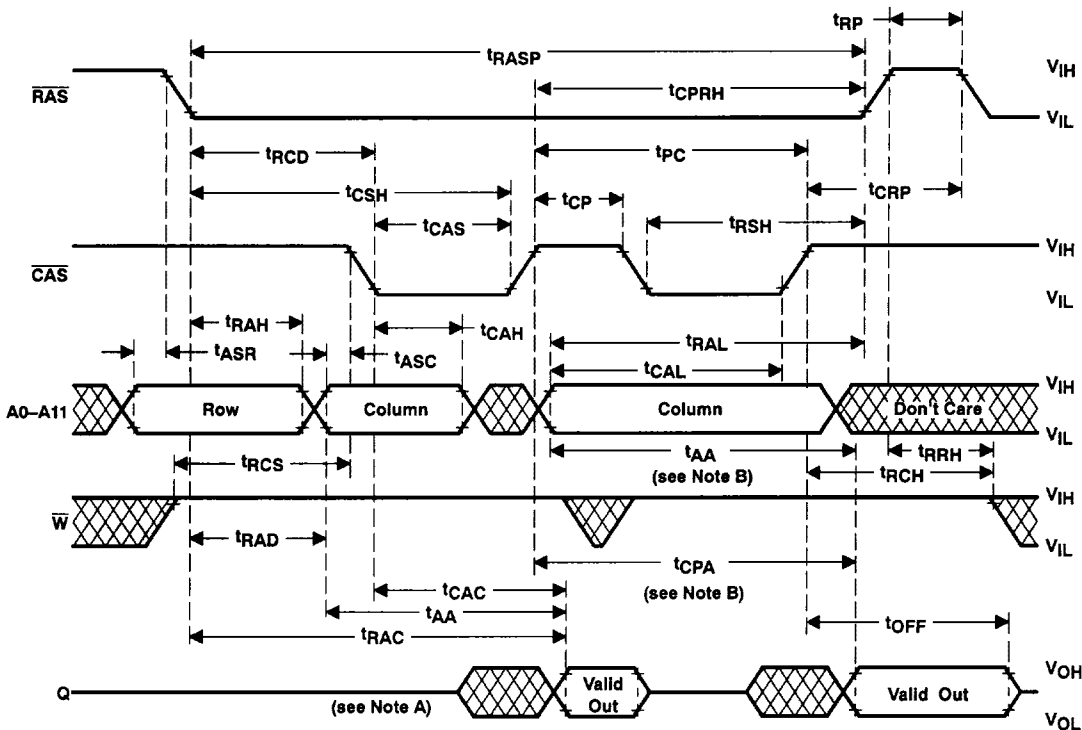 tRP
tRASP
VIH
RAS
tCPRH
VIL
tRCD
tPC
tCSH
tCP
tCRP
tCAS
tRSH
VIH
CAS
VIL
tRAH
tCAH
tASR
tASC
tRAL
tCAL
VIH
A0–A11
Row
Column
Column
Don't Care
VIL
tAA
tRRH
tRCS
(see Note B)
tRCH
VIH
W
tRAD
VIL
tCPA
tCAC
(see Note B)
tAA
tOFF
tRAC
VOH
Q
Valid Out
Valid Out
(see Note A)
VOL